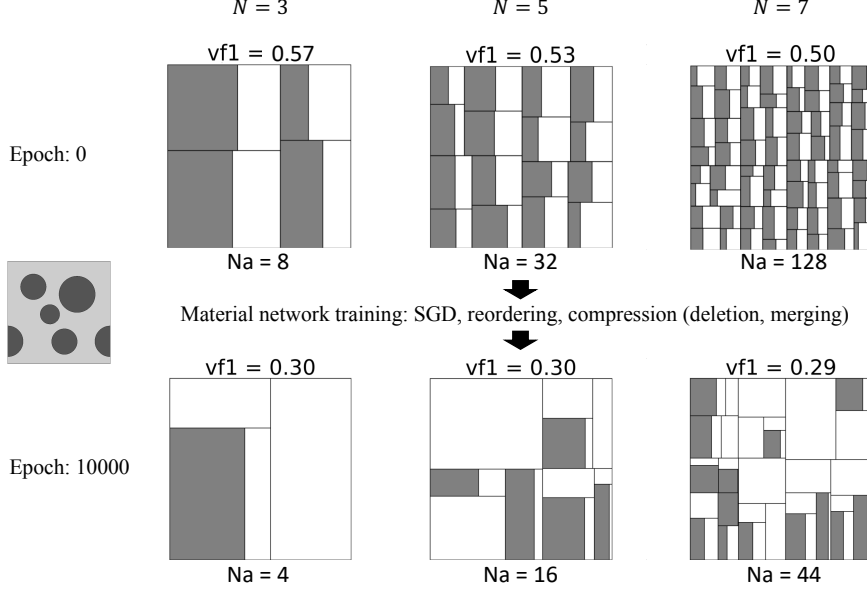 N = 3 N = 5 N = 7
vf1 = 0.57 vf1 = 0.53 vf1 = 0.50
Epoch: 0
Na = 8 Na = 32 Na = 128
Material network training: SGD, reordering, compression (deletion, merging)
vf1 = 0.30 vf1 = 0.30 vf1 = 0.29
Epoch: 10000
Na = 4 Na = 16 Na = 44